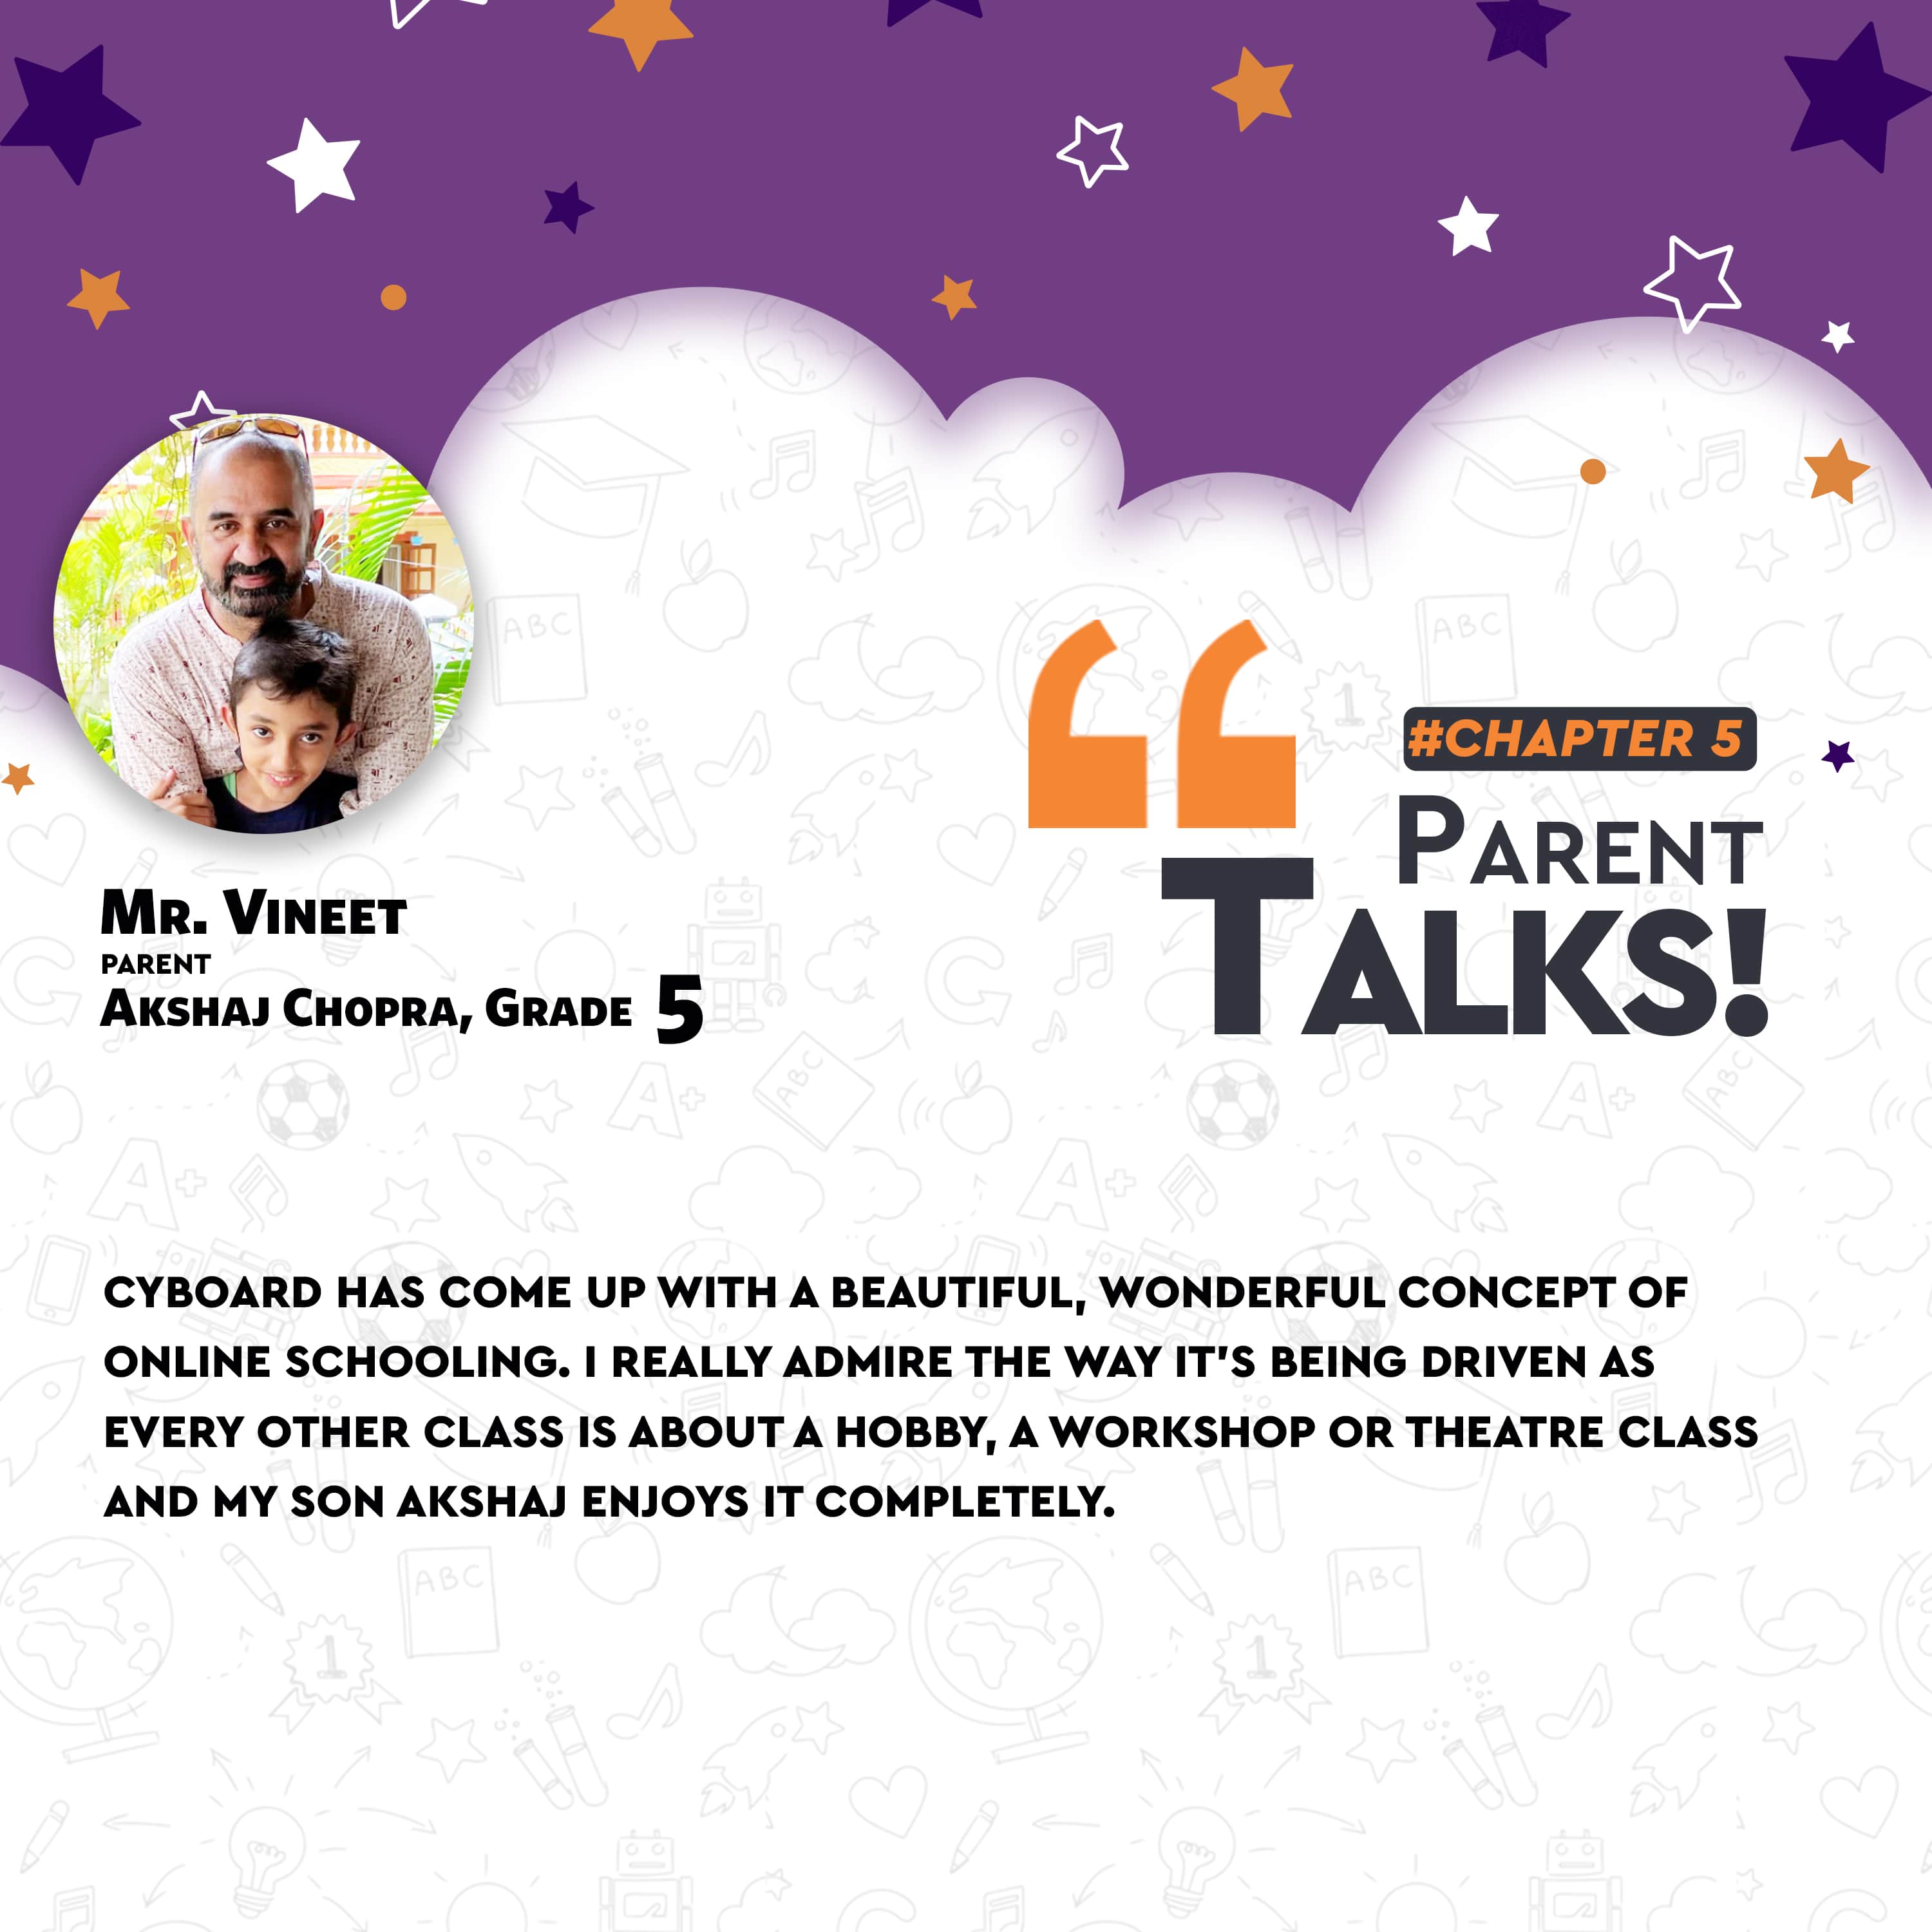 #CHAPTER 5
PARENT
TALKS!
MR. VINEET
PARENT
AKSHAJ CHOPRA, GRADE 5
CYBOARD HAS COME UP WITH A BEAUTIFUL, WONDERFUL CONCEPT OF
ONLINE SCHOOLING. I REALLY ADMIRE THE WAY IT'S BEING DRIVEN AS
EVERY OTHER CLASS IS ABOUT A HOBBY, A WORKSHOP OR THEATRE CLASS
AND MY SON AKSHAJ ENJOYS IT COMPLETELY.